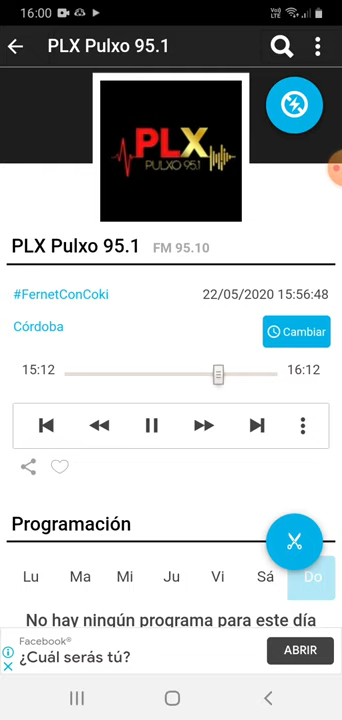 16:00
Vo)) LTE
PLX Pulxo 95.1
PLX
PULXO 95.1
PLX Pulxo 95.1 FM 95.10
#FernetConCoki 22/05/2020 15:56:48
Córdoba Cambiar
15:12 16:12
Programación
Lu Ma Mi Ju Vi Sá Do
No hay ningún programa para este día
Facebook®
¿Cuál serás tú?
ABRIR